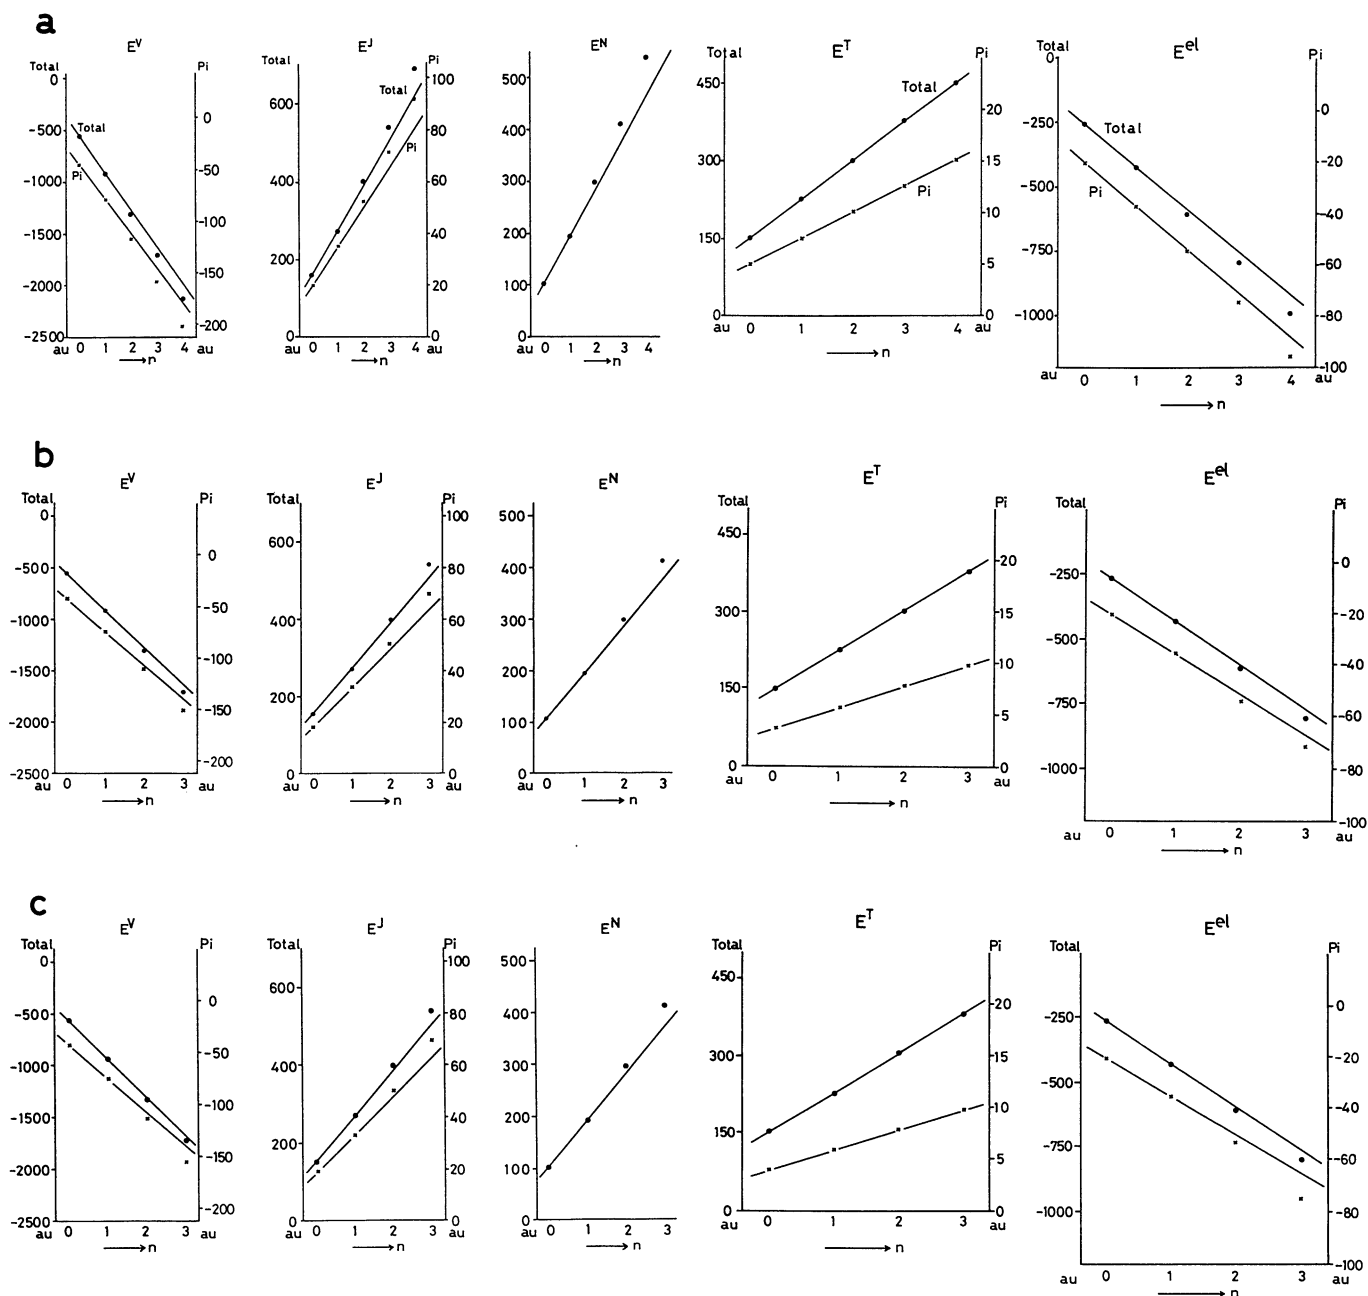 a
E^V
Total Pi
0
-500
-1000
-1500
-2000
-2500
0
-50
-100
-150
-200
Total
Pi
au 0 1 2 3 4 au
→n
E^J
Total Pi
600
400
200
0
100
80
60
40
20
0
Total
Pi
0 1 2 3 4
au au
→n
E^N
500
400
300
200
100
0
au 0 1 2 3 4
→n
E^T
Total Pi
450
300
150
0
20
15
10
5
0
Total
Pi
au 0 1 2 3 4 au
→n
E^el
Total Pi
0
-250
-500
-750
-1000
0
-20
-40
-60
-80
-100
Total
Pi
au 0 1 2 3 4 au
→n
b
E^V
Total Pi
0
-500
-1000
-1500
-2000
-2500
0
-50
-100
-150
-200
au 0 1 2 3 au
→n
E^J
Total Pi
600
400
200
0
100
80
60
40
20
0
au 0 1 2 3 au
→n
E^N
500
400
300
200
100
0
au 0 1 2 3
→n
E^T
Total Pi
450
300
150
0
20
15
10
5
0
au 0 1 2 3 au
→n
E^el
Total Pi
-250
-500
-750
-1000
0
-20
-40
-60
-80
-100
au 0 1 2 3 au
→n
c
E^V
Total Pi
0
-500
-1000
-1500
-2000
-2500
0
-50
-100
-150
-200
au 0 1 2 3 au
→n
E^J
Total Pi
600
400
200
0
100
80
60
40
20
0
au 0 1 2 3 au
→n
E^N
500
400
300
200
100
0
au 0 1 2 3
→n
E^T
Total Pi
450
300
150
0
20
15
10
5
0
au 0 1 2 3 au
→n
E^el
Total Pi
-250
-500
-750
-1000
0
-20
-40
-60
-80
-100
au 0 1 2 3 au
→n